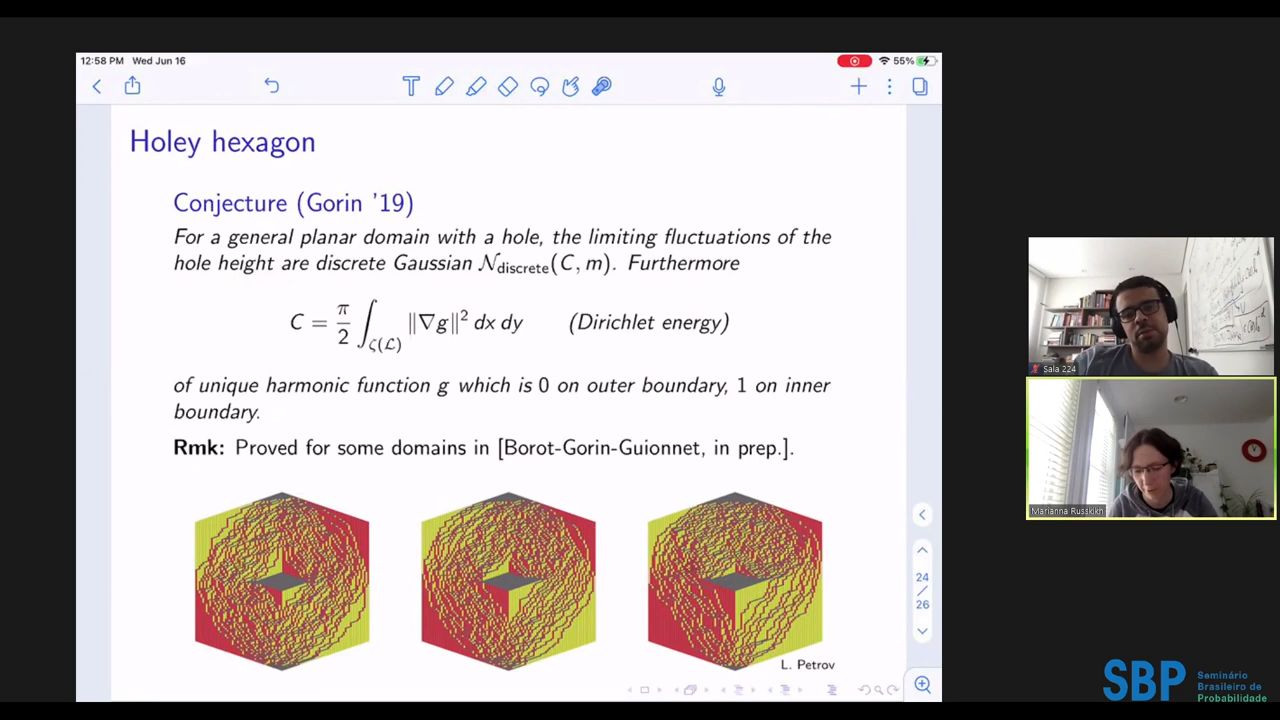 12:58 PM Wed Jun 16
55%
Holey hexagon
Conjecture (Gorin '19)
For a general planar domain with a hole, the limiting fluctuations of the
hole height are discrete Gaussian 𝒩discrete(C, m). Furthermore
C = π/2 ∫ζ(ℒ) ‖∇g‖² dx dy (Dirichlet energy)
of unique harmonic function g which is 0 on outer boundary, 1 on inner
boundary.
Rmk: Proved for some domains in [Borot-Gorin-Guionnet, in prep.].
L. Petrov
24
/
26
Sala 224
Marianna Russkikh
SBP Seminário
Brasileiro de
Probabilidade